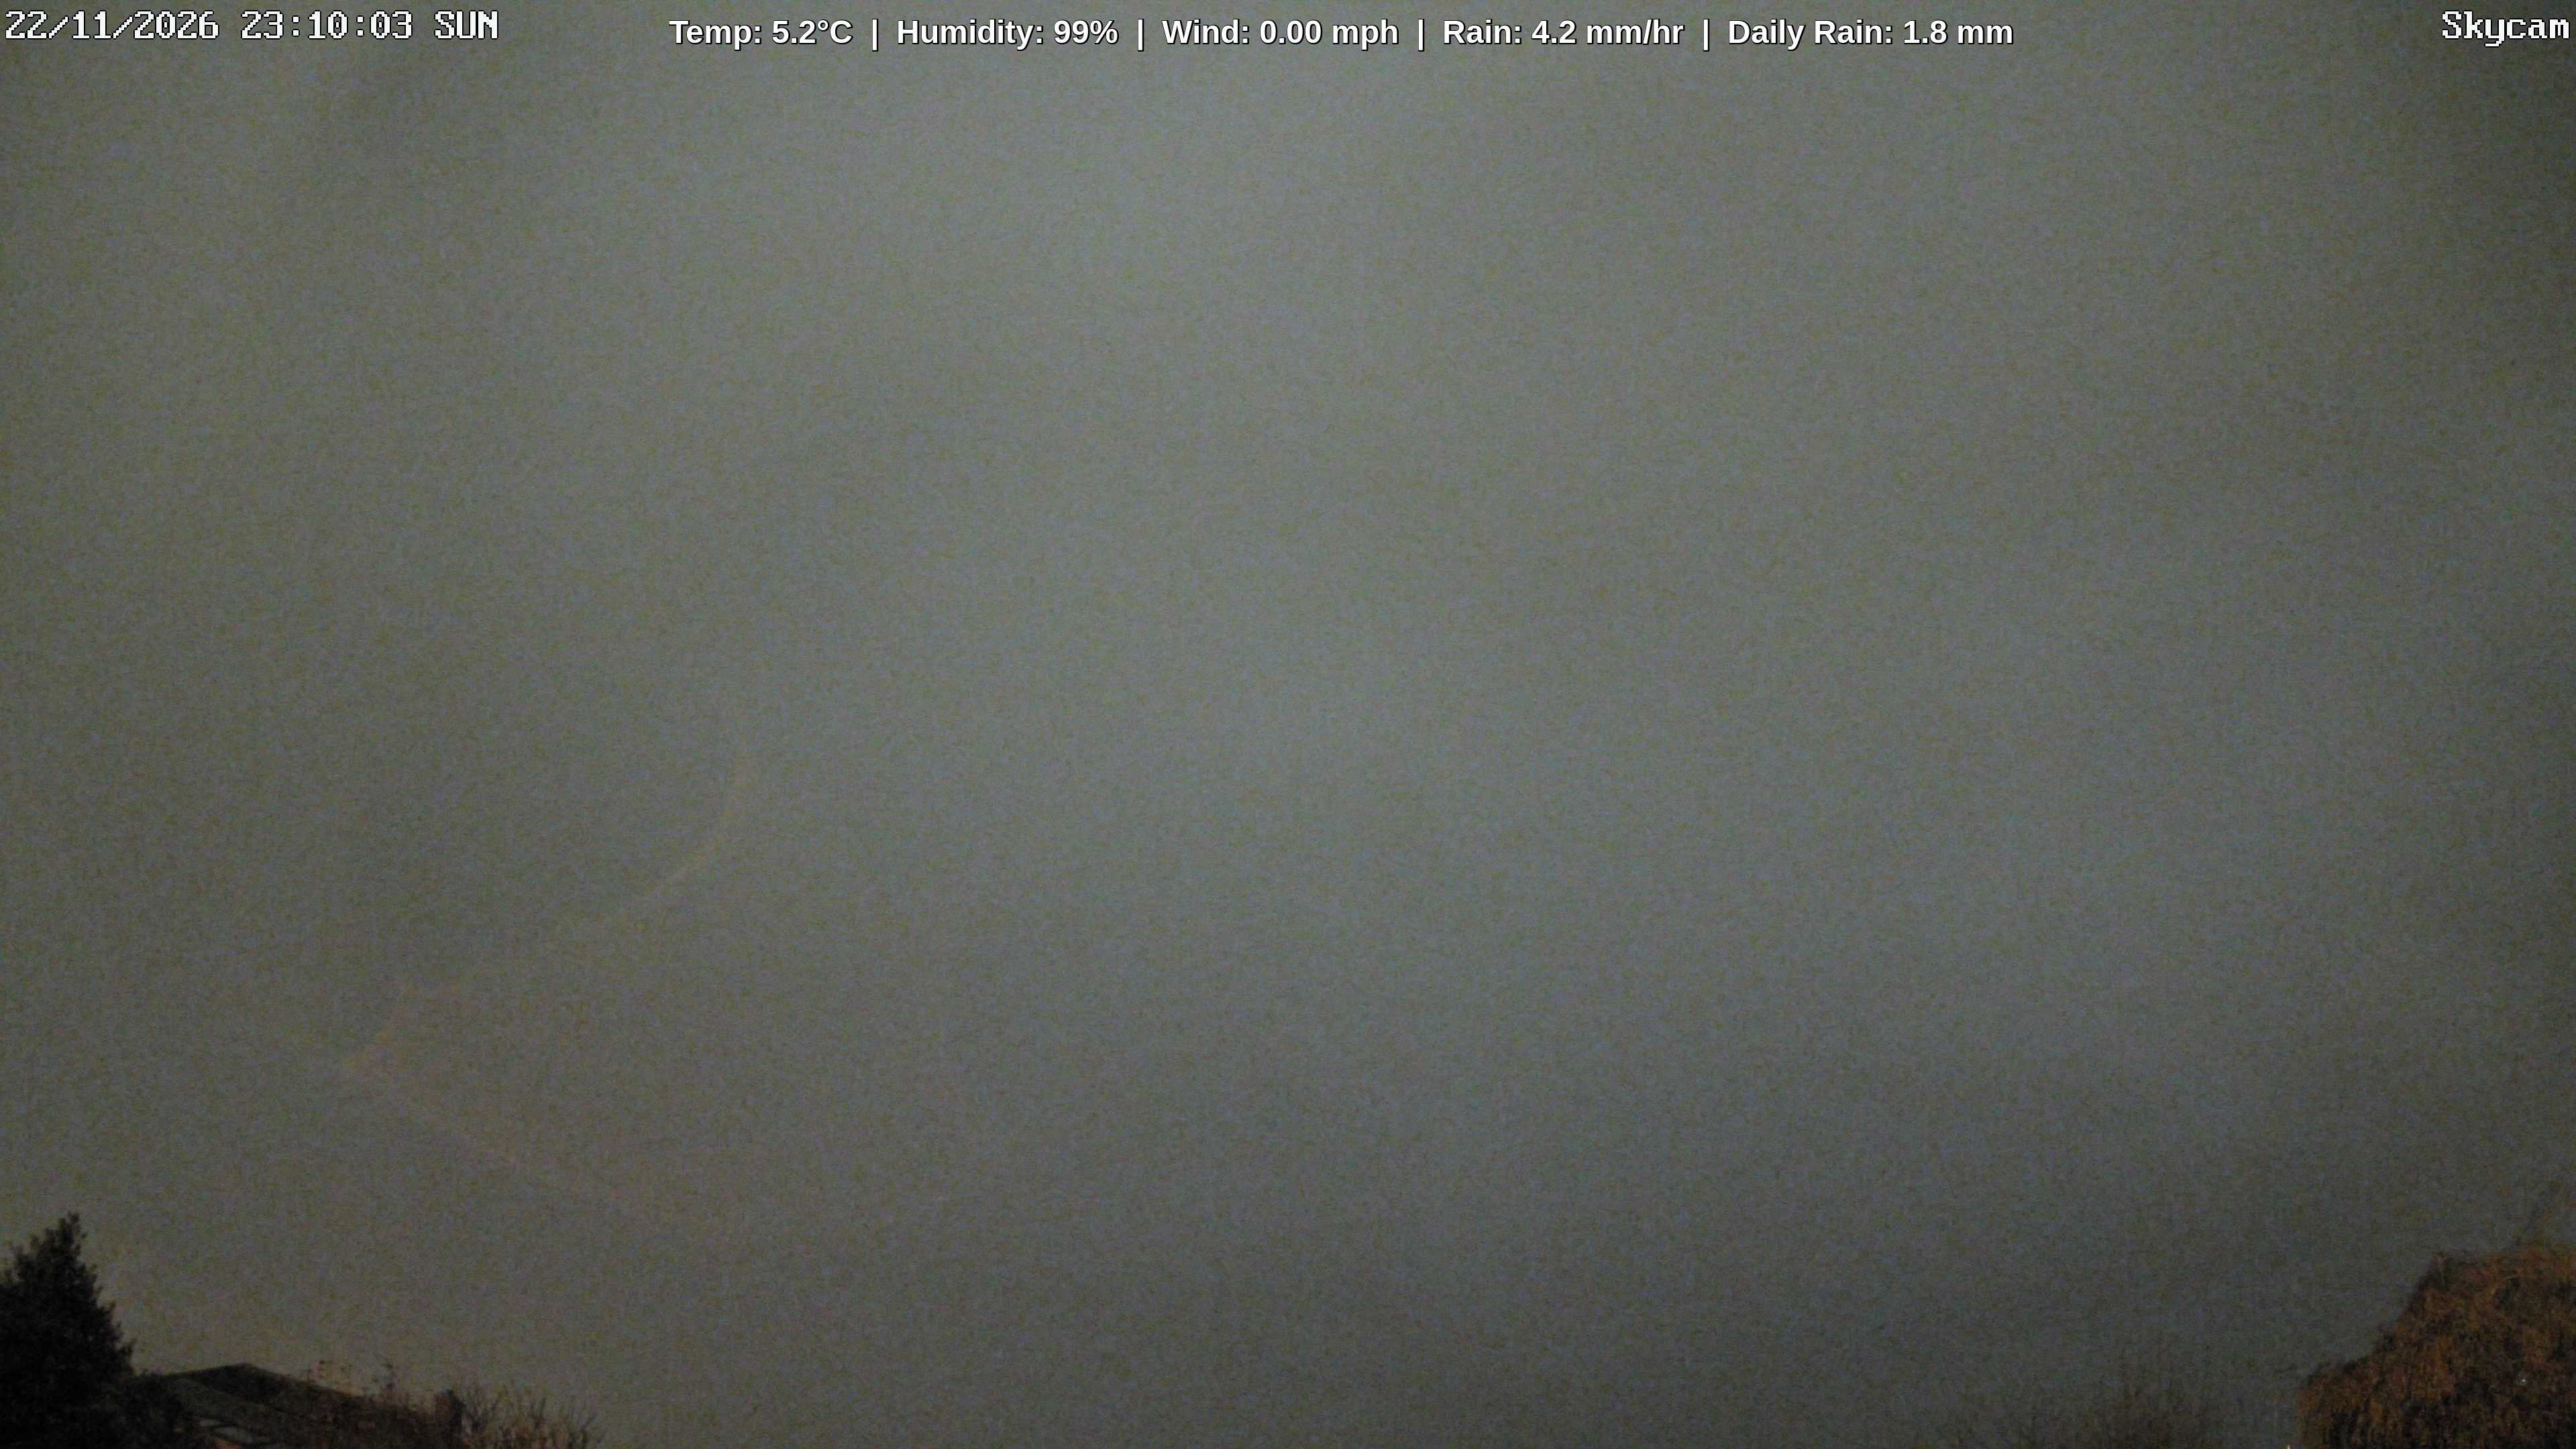 22/11/2026 23:10:03 SUN
Temp: 5.2°C | Humidity: 99% | Wind: 0.00 mph | Rain: 4.2 mm/hr | Daily Rain: 1.8 mm
Skycam